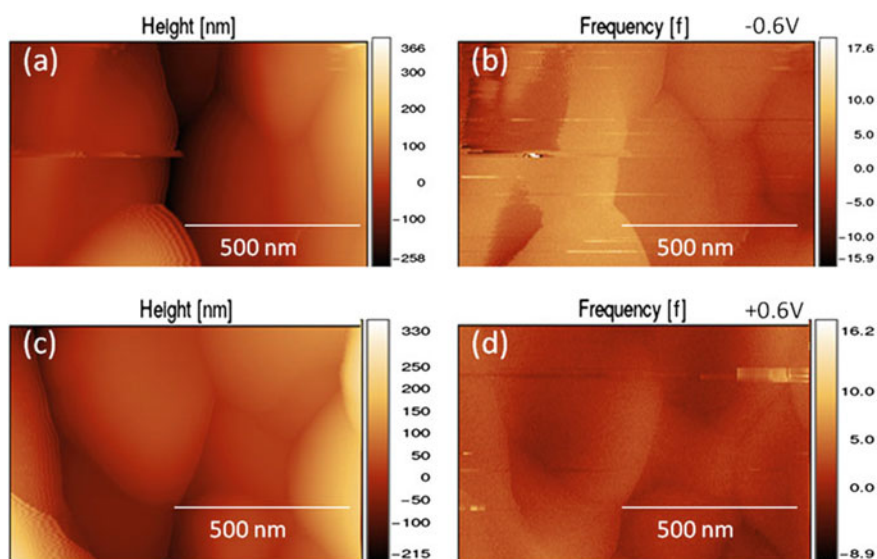 Height [nm]
Frequency [f]
-0.6V
(a)
366
300
200
100
0
-100
-258
500 nm
(b)
17.6
10.0
5.0
0.0
-5.0
-10.0
-15.9
500 nm
Height [nm]
Frequency [f]
+0.6V
(c)
330
250
200
150
100
50
0
-50
-100
-215
500 nm
(d)
16.2
10.0
5.0
0.0
-8.9
500 nm